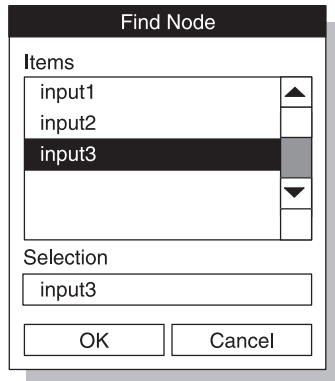 Find Node
Items
input1
input2
input3
Selection
input3
OK Cancel